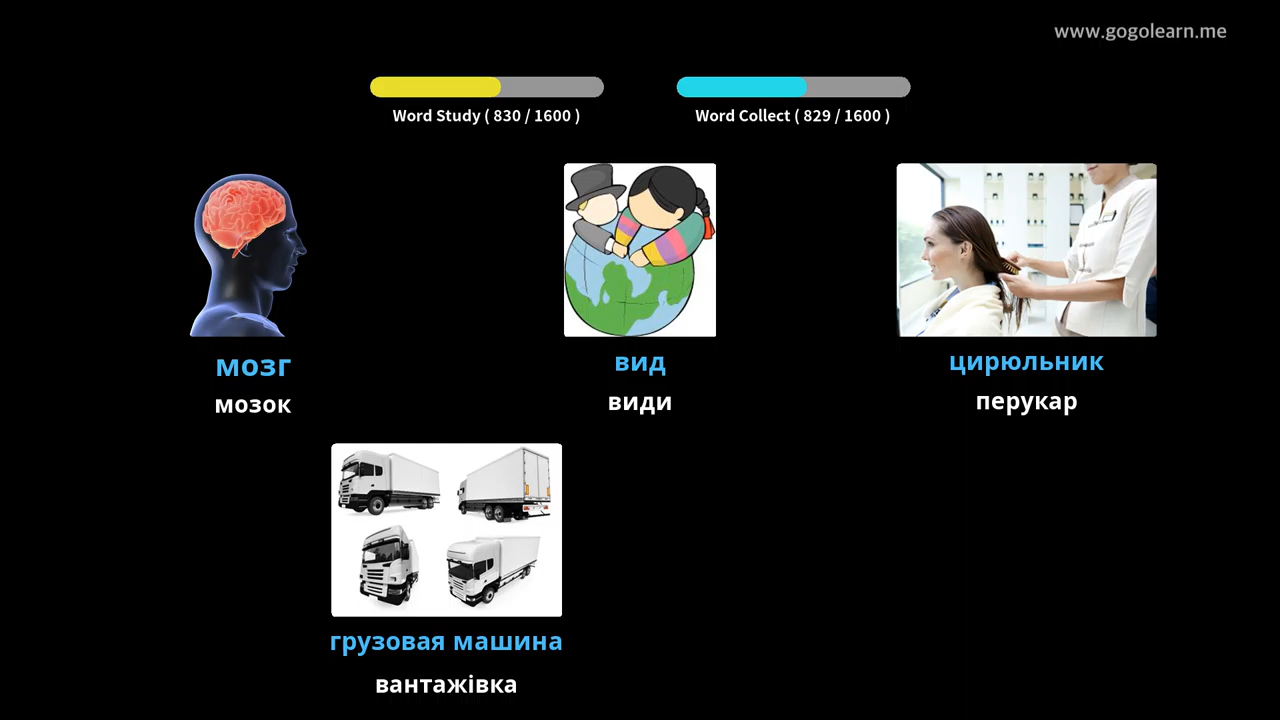 www.gogolearn.me
Word Study ( 830 / 1600 )
Word Collect ( 829 / 1600 )
мозг
мозок
вид
види
цирюльник
перукар
грузовая машина
вантажівка